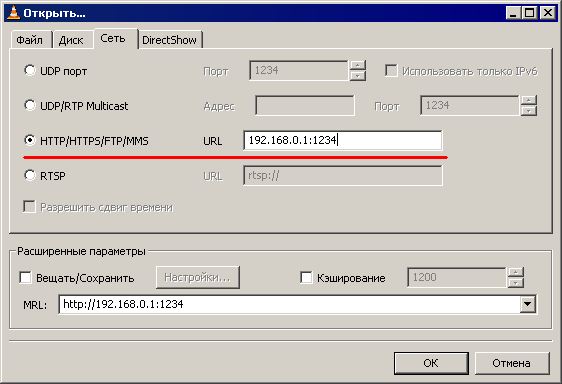 Открыть...
Файл Диск Сеть DirectShow
UDP порт Порт 1234 Использовать только IPv6
UDP/RTP Multicast Адрес Порт 1234
HTTP/HTTPS/FTP/MMS URL 192.168.0.1:1234
RTSP URL rtsp://
Разрешить сдвиг времени
Расширенные параметры
Вещать/Сохранить Настройки... Кэширование 1200
MRL: http://192.168.0.1:1234
OK Отмена